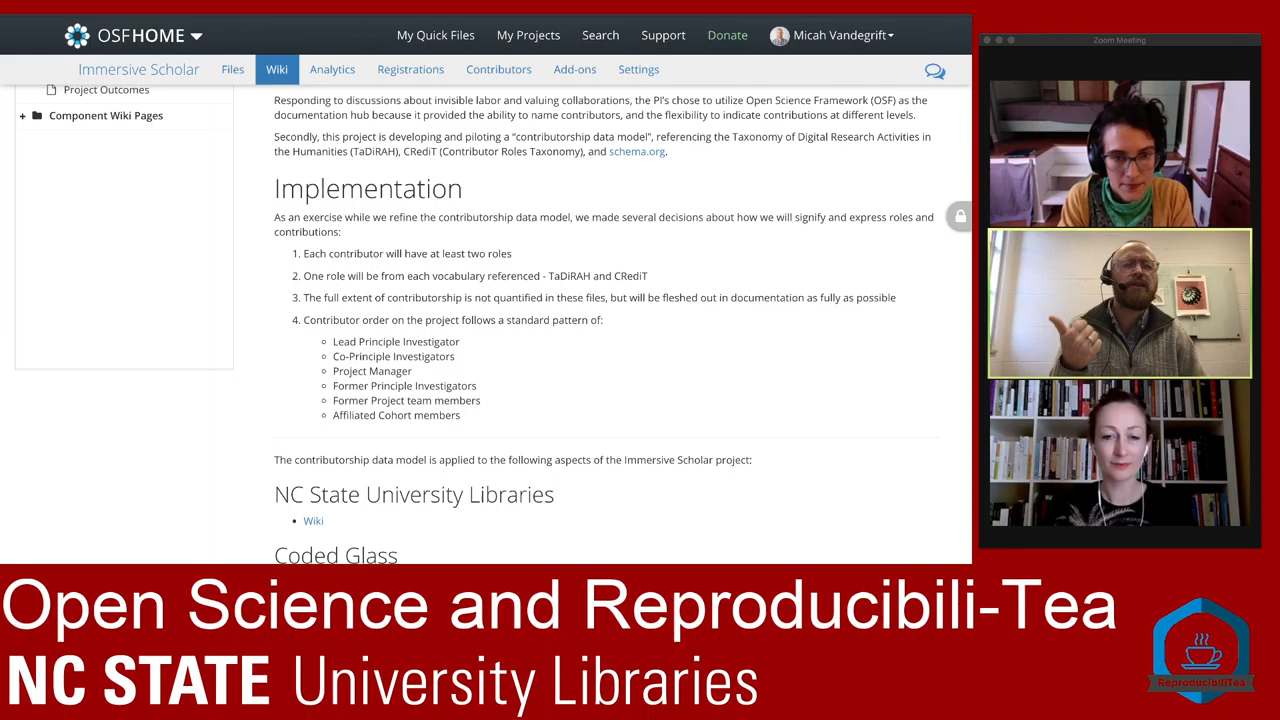 OSFHOME
My Quick Files
My Projects
Search
Support
Donate
Micah Vandegrift
Immersive Scholar
Files
Wiki
Analytics
Registrations
Contributors
Add-ons
Settings
Zoom Meeting
Project Outcomes
+ Component Wiki Pages
Responding to discussions about invisible labor and valuing collaborations, the PI's chose to utilize Open Science Framework (OSF) as the
documentation hub because it provided the ability to name contributors, and the flexibility to indicate contributions at different levels.
Secondly, this project is developing and piloting a “contributorship data model”, referencing the Taxonomy of Digital Research Activities in
the Humanities (TaDiRAH), CRediT (Contributor Roles Taxonomy), and schema.org.
Implementation
As an exercise while we refine the contributorship data model, we made several decisions about how we will signify and express roles and
contributions:
1. Each contributor will have at least two roles
2. One role will be from each vocabulary referenced - TaDiRAH and CRediT
3. The full extent of contributorship is not quantified in these files, but will be fleshed out in documentation as fully as possible
4. Contributor order on the project follows a standard pattern of:
Lead Principle Investigator
Co-Principle Investigators
Project Manager
Former Principle Investigators
Former Project team members
Affiliated Cohort members
The contributorship data model is applied to the following aspects of the Immersive Scholar project:
NC State University Libraries
Wiki
Coded Glass
Open Science and Reproducibili-Tea
NC STATE University Libraries
ReproducibiliTea